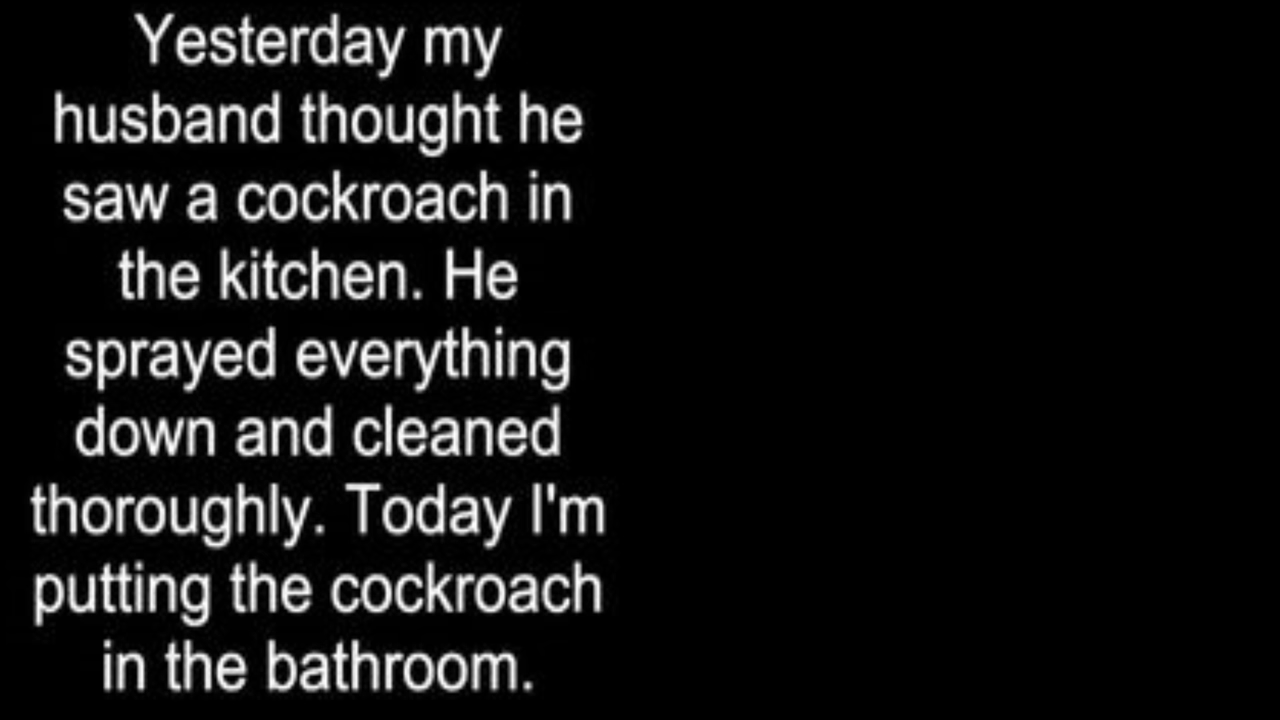 Yesterday my
husband thought he
saw a cockroach in
the kitchen. He
sprayed everything
down and cleaned
thoroughly. Today I'm
putting the cockroach
in the bathroom.